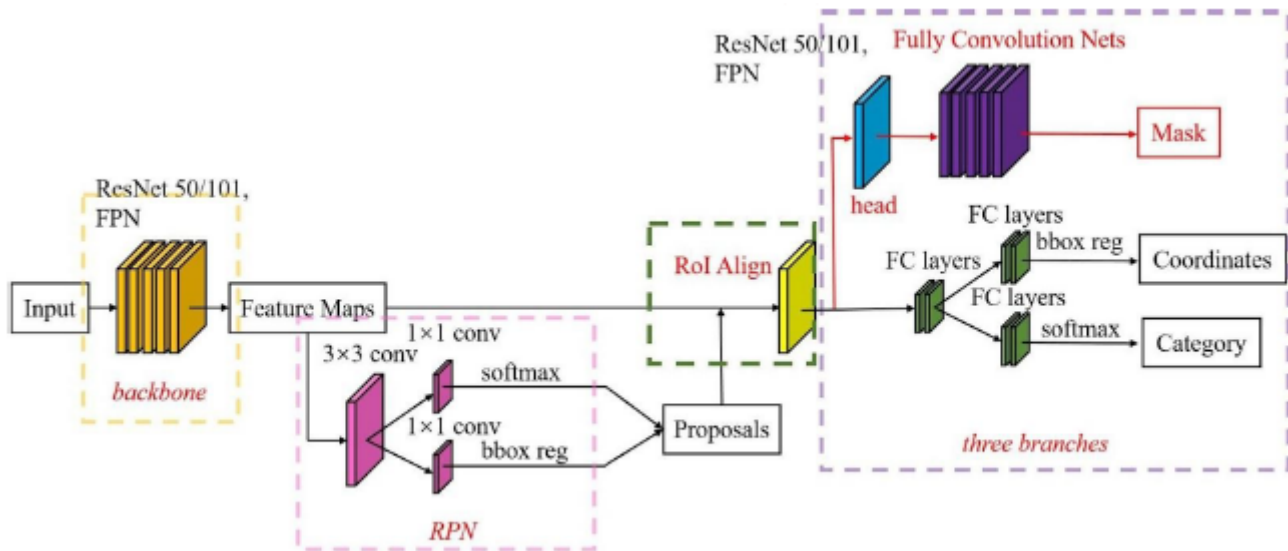 ResNet 50/101,
FPN
Fully Convolution Nets
Mask
head
ResNet 50/101,
FPN
Input
backbone
Feature Maps
RoI Align
FC layers
FC layers
bbox reg
Coordinates
FC layers
softmax
Category
three branches
3×3 conv
1×1 conv
softmax
1×1 conv
bbox reg
Proposals
RPN